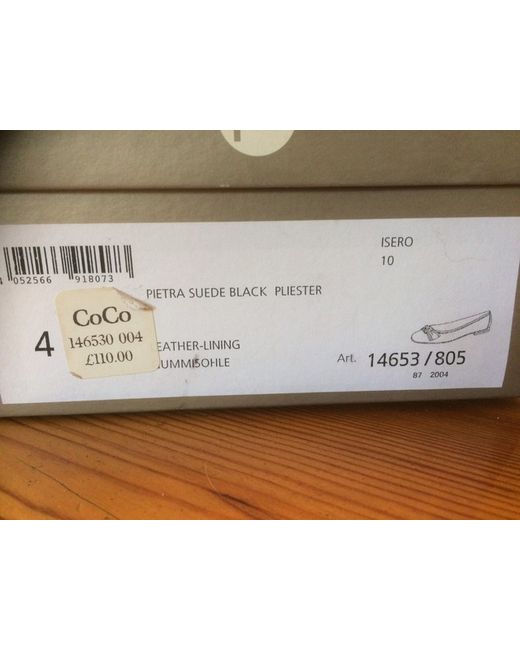 ISERO
10
4 052566 918073
PIETRA SUEDE BLACK PLIESTER
4
CoCo
146530 004
£110.00
EATHER-LINING
UMMISOHLE
Art. 14653/805
87 2004